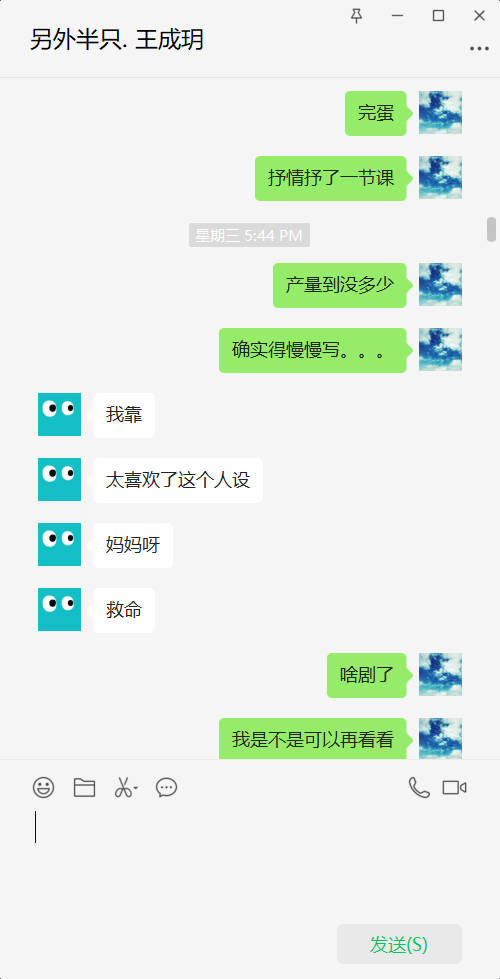 另外半只. 王成玥
完蛋
抒情抒了一节课
星期三 5:44 PM
产量到没多少
确实得慢慢写。。。
我靠
太喜欢了这个人设
妈妈呀
救命
啥剧了
我是不是可以再看看
发送(S)